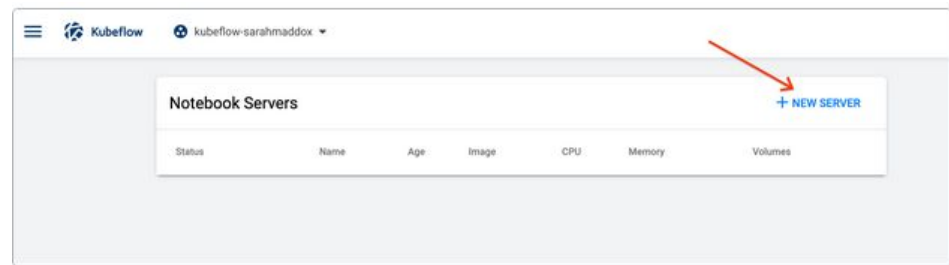 Kubeflow kubeflow-sarahmaddox
Notebook Servers + NEW SERVER
Status Name Age Image CPU Memory Volumes